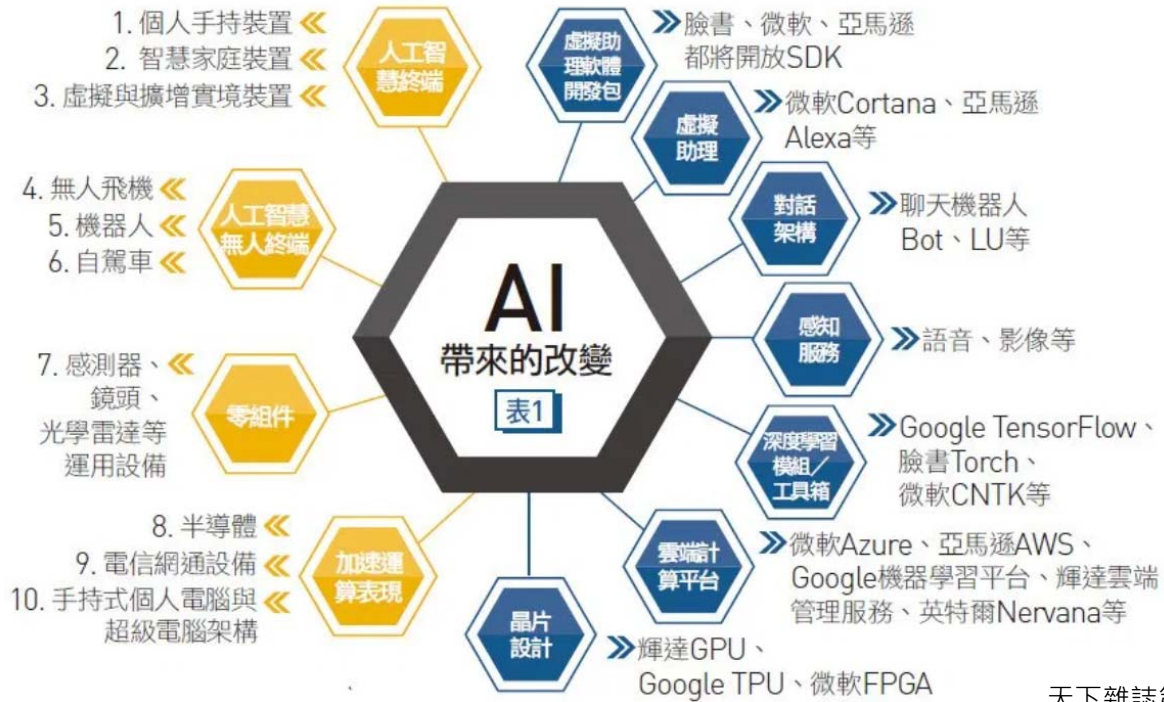 AI
帶來的改變
表1
1. 個人手持裝置
2. 智慧家庭裝置
3. 虛擬與擴增實境裝置
人工智
慧終端
4. 無人飛機
5. 機器人
6. 自駕車
人工智慧
無人終端
7. 感測器、
鏡頭、
光學雷達等
運用設備
零組件
8. 半導體
9. 電信網通設備
10. 手持式個人電腦與
超級電腦架構
加速運
算表現
虛擬助
理軟體
開發包
臉書、微軟、亞馬遜
都將開放SDK
虛擬
助理
微軟Cortana、亞馬遜
Alexa等
對話
架構
聊天機器人
Bot、LU等
感知
服務
語音、影像等
深度學習
模組／
工具箱
Google TensorFlow、
臉書Torch、
微軟CNTK等
雲端計
算平台
微軟Azure、亞馬遜AWS、
Google機器學習平台、輝達雲端
管理服務、英特爾Nervana等
晶片
設計
輝達GPU、
Google TPU、微軟FPGA
天下雜誌